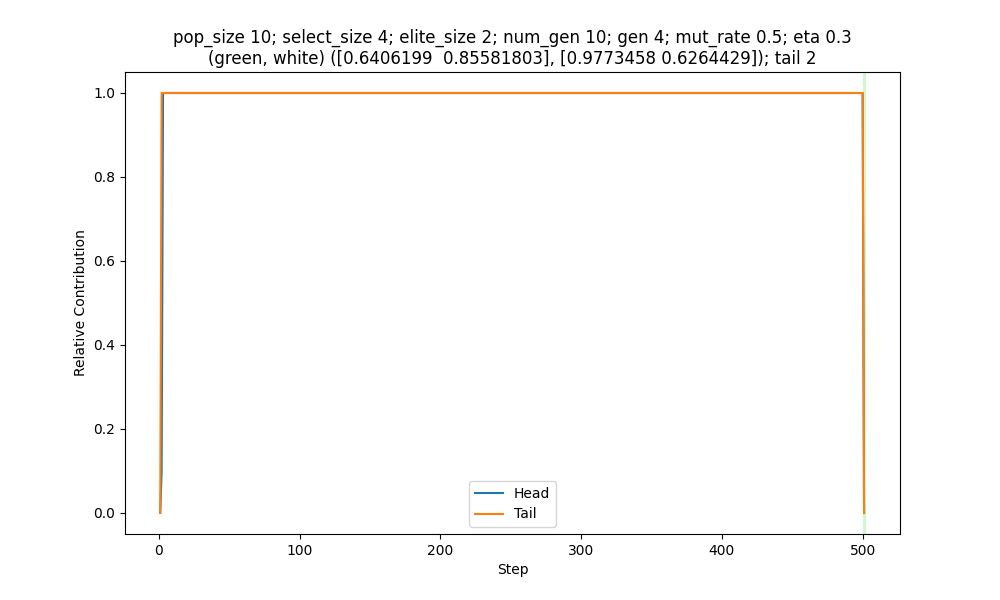 pop_size 10; select_size 4; elite_size 2; num_gen 10; gen 4; mut_rate 0.5; eta 0.3
(green, white) ([0.6406199  0.85581803], [0.9773458 0.6264429]); tail 2
Relative Contribution
1.0
0.8
0.6
0.4
0.2
0.0
Head
Tail
0
100
200
300
400
500
Step